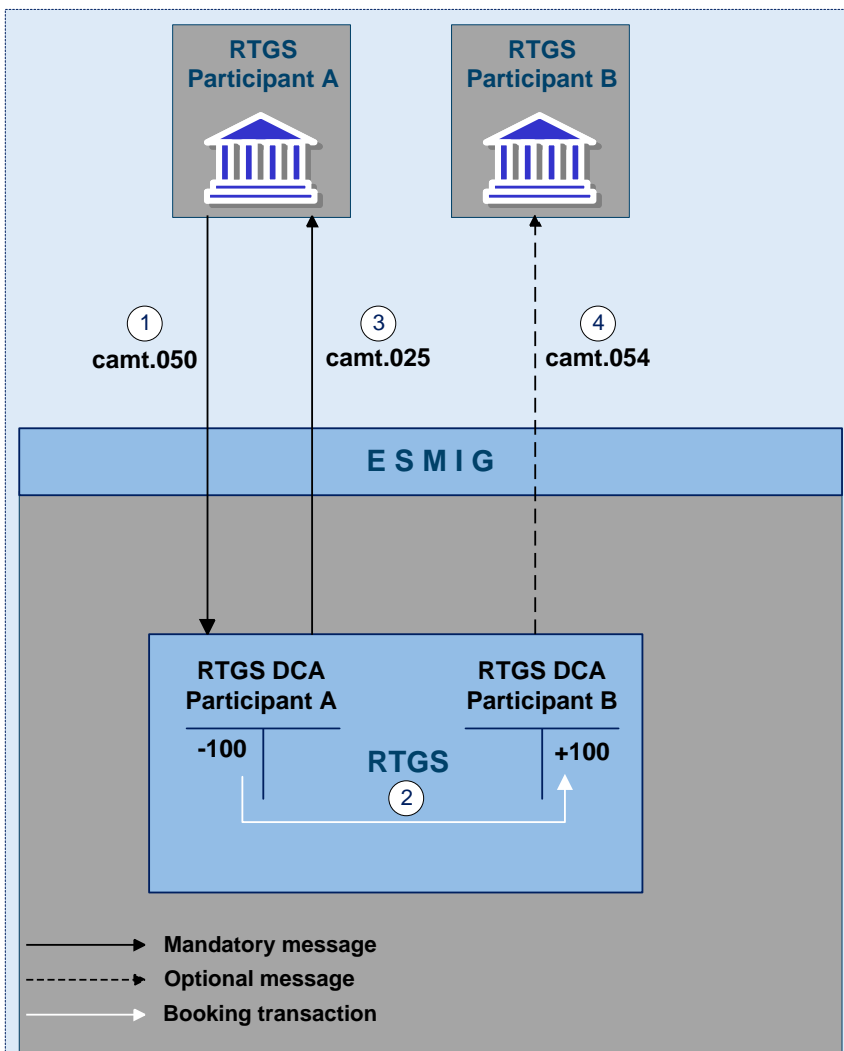 RTGS
Participant A
RTGS
Participant B
1
camt.050
3
camt.025
4
camt.054
E S M I G
RTGS DCA
Participant A
RTGS DCA
Participant B
-100
+100
RTGS
2
Mandatory message
Optional message
Booking transaction